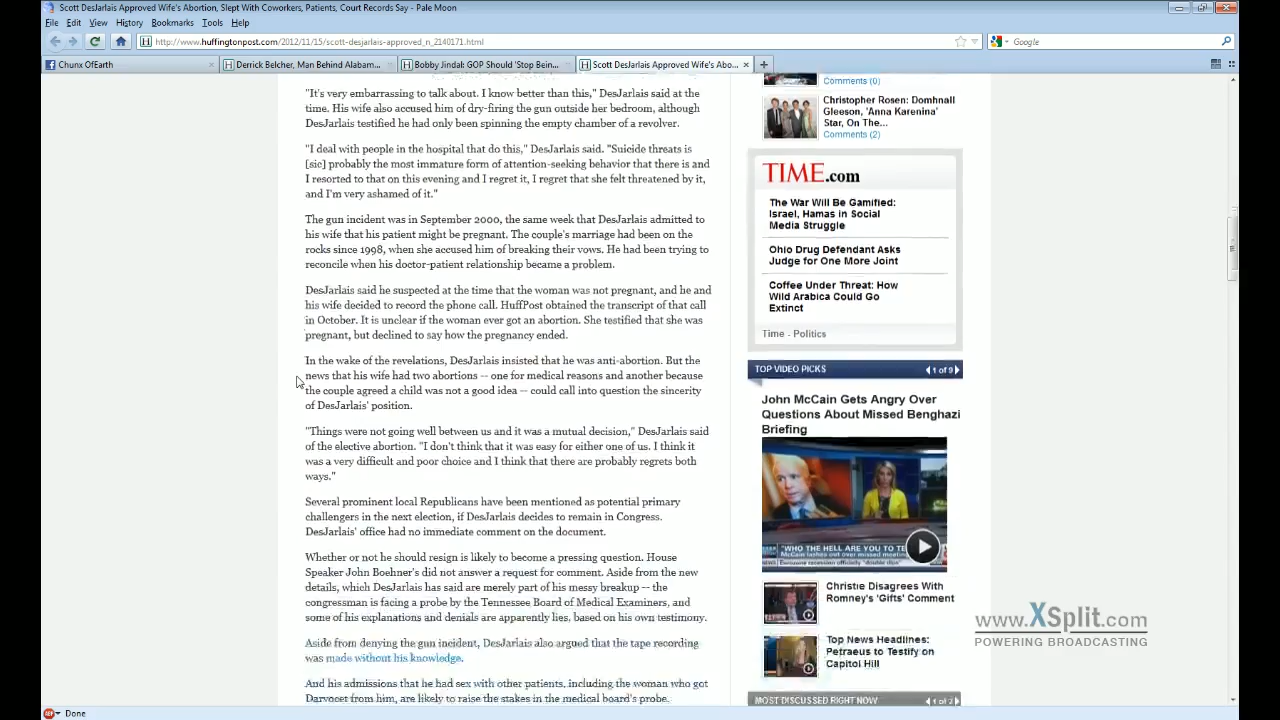 Scott DesJarlais Approved Wife's Abortion, Slept With Coworkers, Patients, Court Records Say - Pale Moon
File Edit View History Bookmarks Tools Help
http://www.huffingtonpost.com/2012/11/15/scott-desjarlais-approved_n_2140171.html
Google
Chunx OfEarth
Derrick Belcher, Man Behind Alabam...
Bobby Jindal: GOP Should 'Stop Bein...
Scott DesJarlais Approved Wife's Abo...
"It's very embarrassing to talk about. I know better than this," DesJarlais said at the
time. His wife also accused him of dry-firing the gun outside her bedroom, although
DesJarlais testified he had only been spinning the empty chamber of a revolver.
"I deal with people in the hospital that do this," DesJarlais said. "Suicide threats is
[sic] probably the most immature form of attention-seeking behavior that there is and
I resorted to that on this evening and I regret it, I regret that she felt threatened by it,
and I'm very ashamed of it."
The gun incident was in September 2000, the same week that DesJarlais admitted to
his wife that his patient might be pregnant. The couple's marriage had been on the
rocks since 1998, when she accused him of breaking their vows. He had been trying to
reconcile when his doctor-patient relationship became a problem.
DesJarlais said he suspected at the time that the woman was not pregnant, and he and
his wife decided to record the phone call. HuffPost obtained the transcript of that call
in October. It is unclear if the woman ever got an abortion. She testified that she was
pregnant, but declined to say how the pregnancy ended.
In the wake of the revelations, DesJarlais insisted that he was anti-abortion. But the
news that his wife had two abortions -- one for medical reasons and another because
the couple agreed a child was not a good idea -- could call into question the sincerity
of DesJarlais' position.
"Things were not going well between us and it was a mutual decision," DesJarlais said
of the elective abortion. "I don't think that it was easy for either one of us. I think it
was a very difficult and poor choice and I think that there are probably regrets both
ways."
Several prominent local Republicans have been mentioned as potential primary
challengers in the next election, if DesJarlais decides to remain in Congress.
DesJarlais' office had no immediate comment on the document.
Whether or not he should resign is likely to become a pressing question. House
Speaker John Boehner's did not answer a request for comment. Aside from the new
details, which DesJarlais has said are merely part of his messy breakup -- the
congressman is facing a probe by the Tennessee Board of Medical Examiners, and
some of his explanations and denials are apparently lies, based on his own testimony.
Aside from denying the gun incident, DesJarlais also argued that the tape recording
was made without his knowledge.
And his admissions that he had sex with other patients, including the woman who got
Darvocet from him, are likely to raise the stakes in the medical board's probe.
Comments (0)
Christopher Rosen: Domhnall
Gleeson, 'Anna Karenina'
Star, On The...
Comments (2)
TIME.com
The War Will Be Gamified:
Israel, Hamas in Social
Media Struggle
Ohio Drug Defendant Asks
Judge for One More Joint
Coffee Under Threat: How
Wild Arabica Could Go
Extinct
Time - Politics
TOP VIDEO PICKS
1 of 9
John McCain Gets Angry Over
Questions About Missed Benghazi
Briefing
"WHO THE HELL ARE YOU TO TE
McCain lashes out over missed meeting
Christie Disagrees With
Romney's 'Gifts' Comment
Top News Headlines:
Petraeus to Testify on
Capitol Hill
MOST DISCUSSED RIGHT NOW
1 of 2
www.XSplit.com
POWERING BROADCASTING
Done